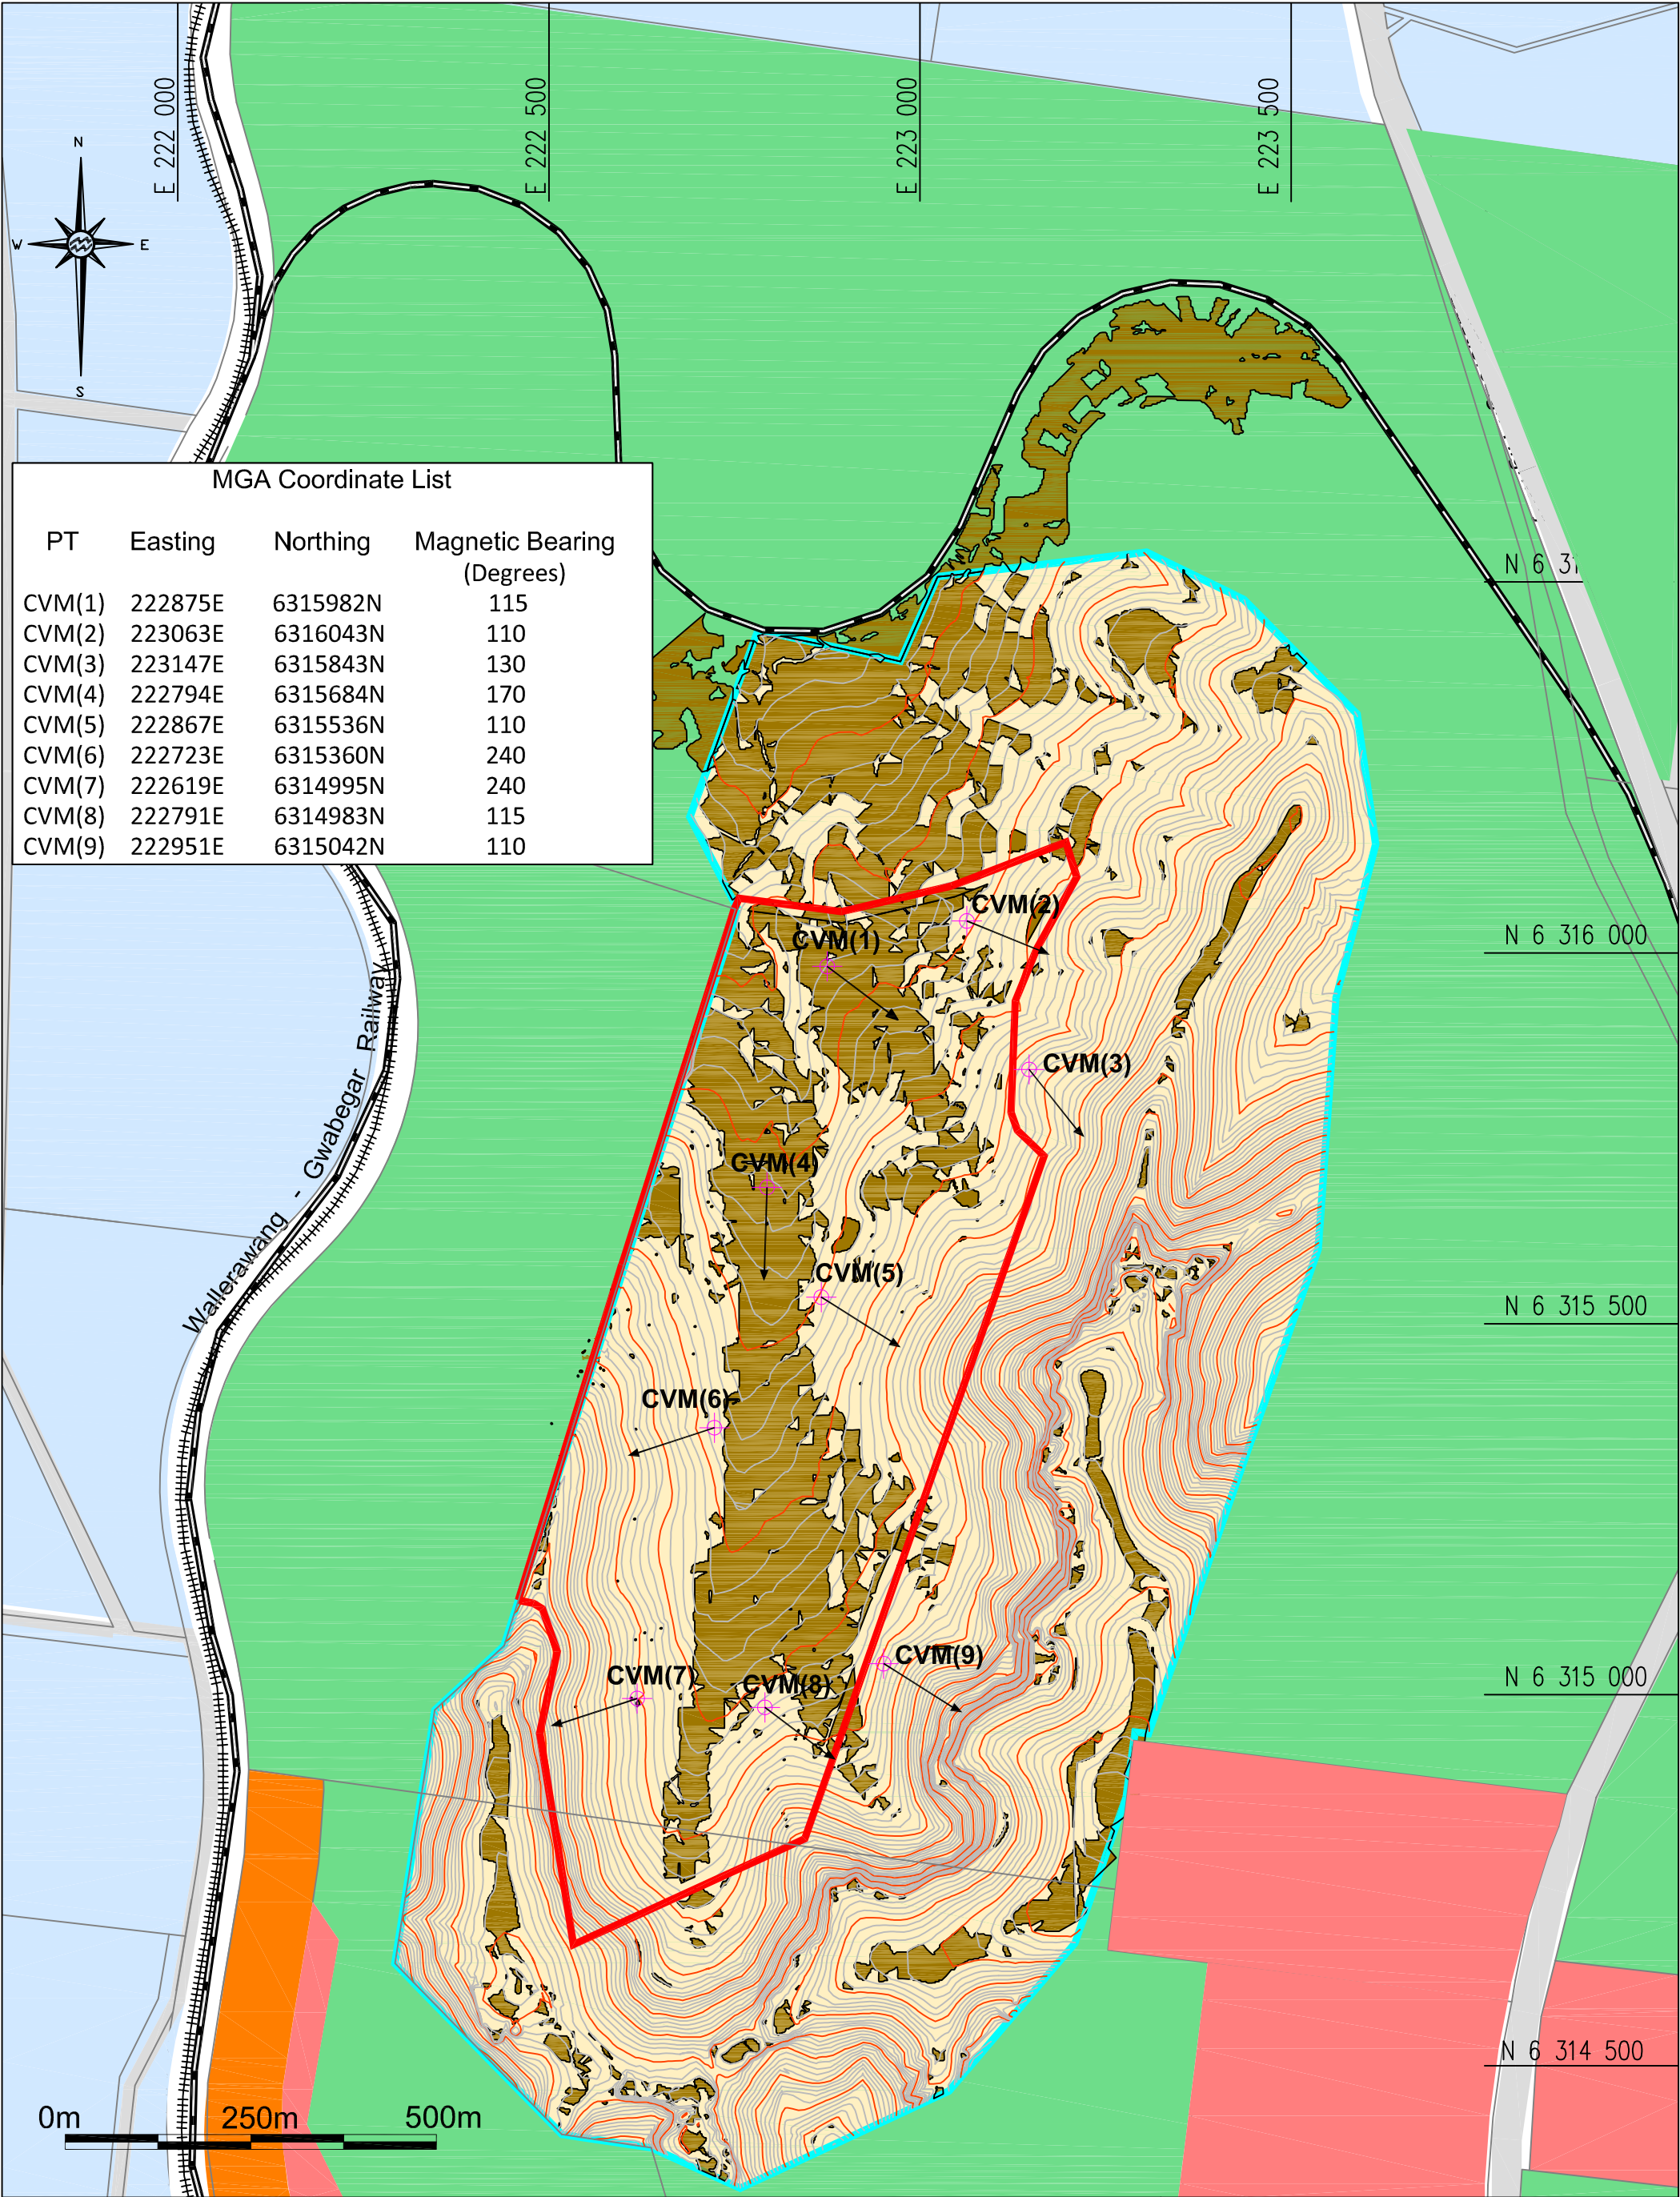 E 222 000
E 222 500
E 223 000
E 223 500
N
W E
S
MGA Coordinate List
PT Easting Northing Magnetic Bearing
(Degrees)
CVM(1) 222875E 6315982N 115
CVM(2) 223063E 6316043N 110
CVM(3) 223147E 6315843N 130
CVM(4) 222794E 6315684N 170
CVM(5) 222867E 6315536N 110
CVM(6) 222723E 6315360N 240
CVM(7) 222619E 6314995N 240
CVM(8) 222791E 6314983N 115
CVM(9) 222951E 6315042N 110
N 6 31
CVM(2)
CVM(1)
N 6 316 000
CVM(3)
Wallerawang - Gwabegar Railway
CVM(4)
CVM(5)
N 6 315 500
CVM(6)
CVM(9)
CVM(7)
CVM(8)
N 6 315 000
N 6 314 500
0m 250m 500m